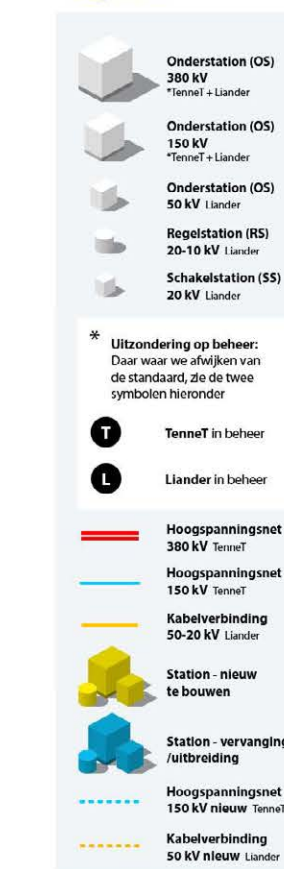 Onderstation (OS)
380 kV
*TenneT + Liander
Onderstation (OS)
150 kV
*TenneT + Liander
Onderstation (OS)
50 kV Liander
Regelstation (RS)
20-10 kV Liander
Schakelstation (SS)
20 kV Liander
* Uitzondering op beheer:
Daar waar we afwijken van
de standaard, zie de twee
symbolen hieronder
T TenneT in beheer
L Liander in beheer
Hoogspanningsnet
380 kV TenneT
Hoogspanningsnet
150 kV TenneT
Kabelverbinding
50-20 kV Liander
Station - nieuw
te bouwen
Station - vervanging
/uitbreiding
Hoogspanningsnet
150 kV nieuw TenneT
Kabelverbinding
50 kV nieuw Liander